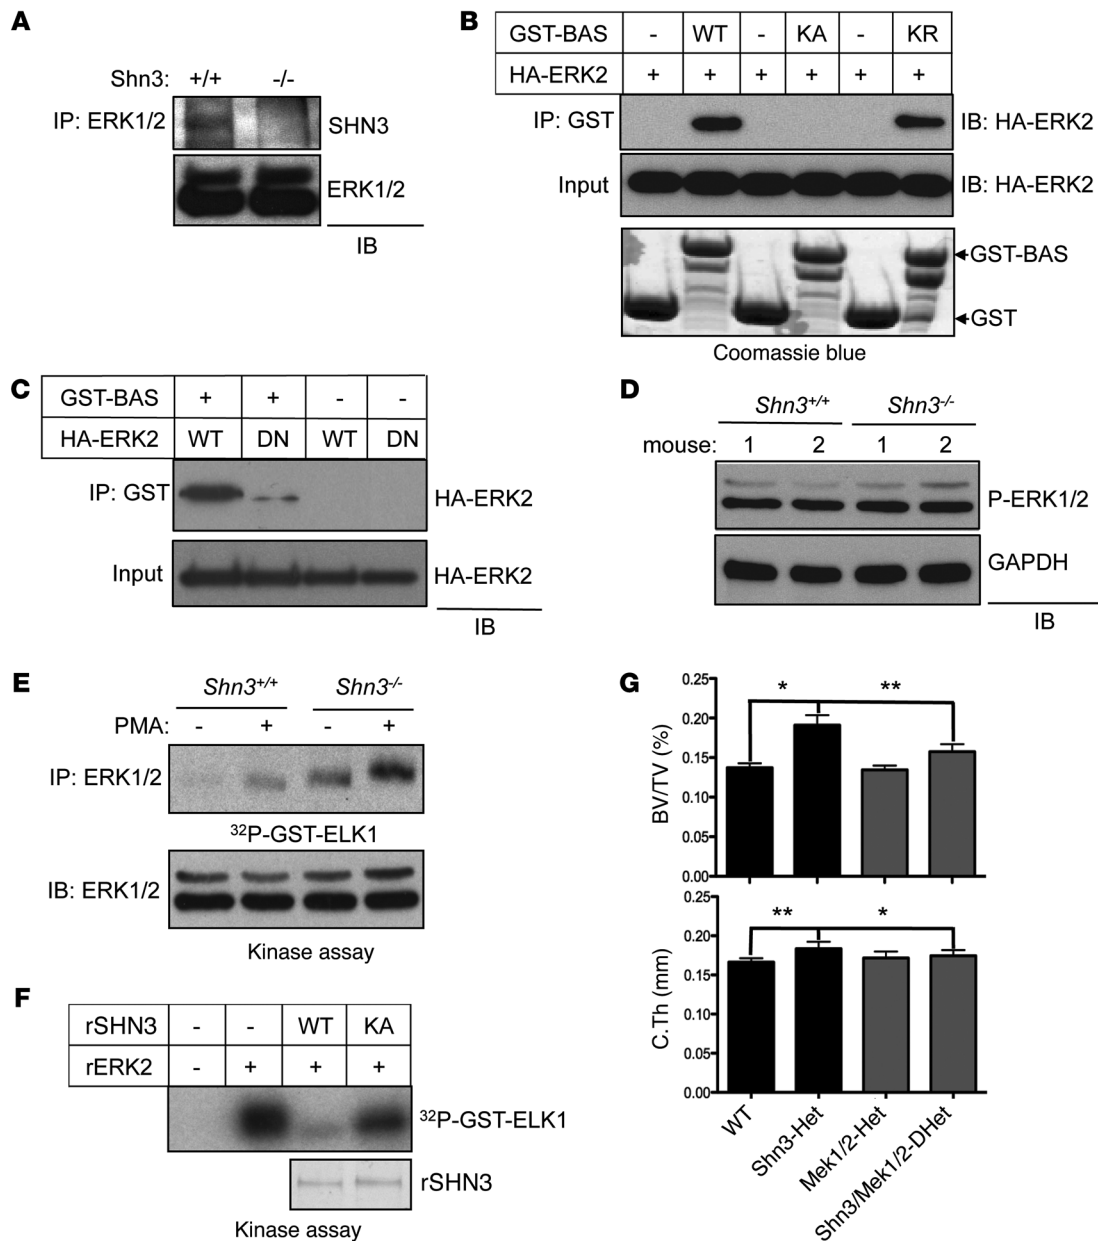 A
Shn3: +/+ -/-
IP: ERK1/2 SHN3
ERK1/2
IB
B
GST-BAS - WT - KA - KR
HA-ERK2 + + + + + +
IP: GST IB: HA-ERK2
Input IB: HA-ERK2
GST-BAS
GST
Coomassie blue
C
GST-BAS + + - -
HA-ERK2 WT DN WT DN
IP: GST HA-ERK2
Input HA-ERK2
IB
D
Shn3+/+ Shn3-/-
mouse: 1 2 1 2
P-ERK1/2
GAPDH
IB
E
Shn3+/+ Shn3-/-
PMA: - + - +
IP: ERK1/2
32P-GST-ELK1
IB: ERK1/2
Kinase assay
F
rSHN3 - - WT KA
rERK2 - + + +
32P-GST-ELK1
rSHN3
Kinase assay
G
0.25
0.20
0.15
0.10
0.05
0.00
BV/TV (%)
* **
0.25
0.20
0.15
0.10
0.05
0.00
C.Th (mm)
** *
WT
Shn3-Het
Mek1/2-Het
Shn3/Mek1/2-DHet